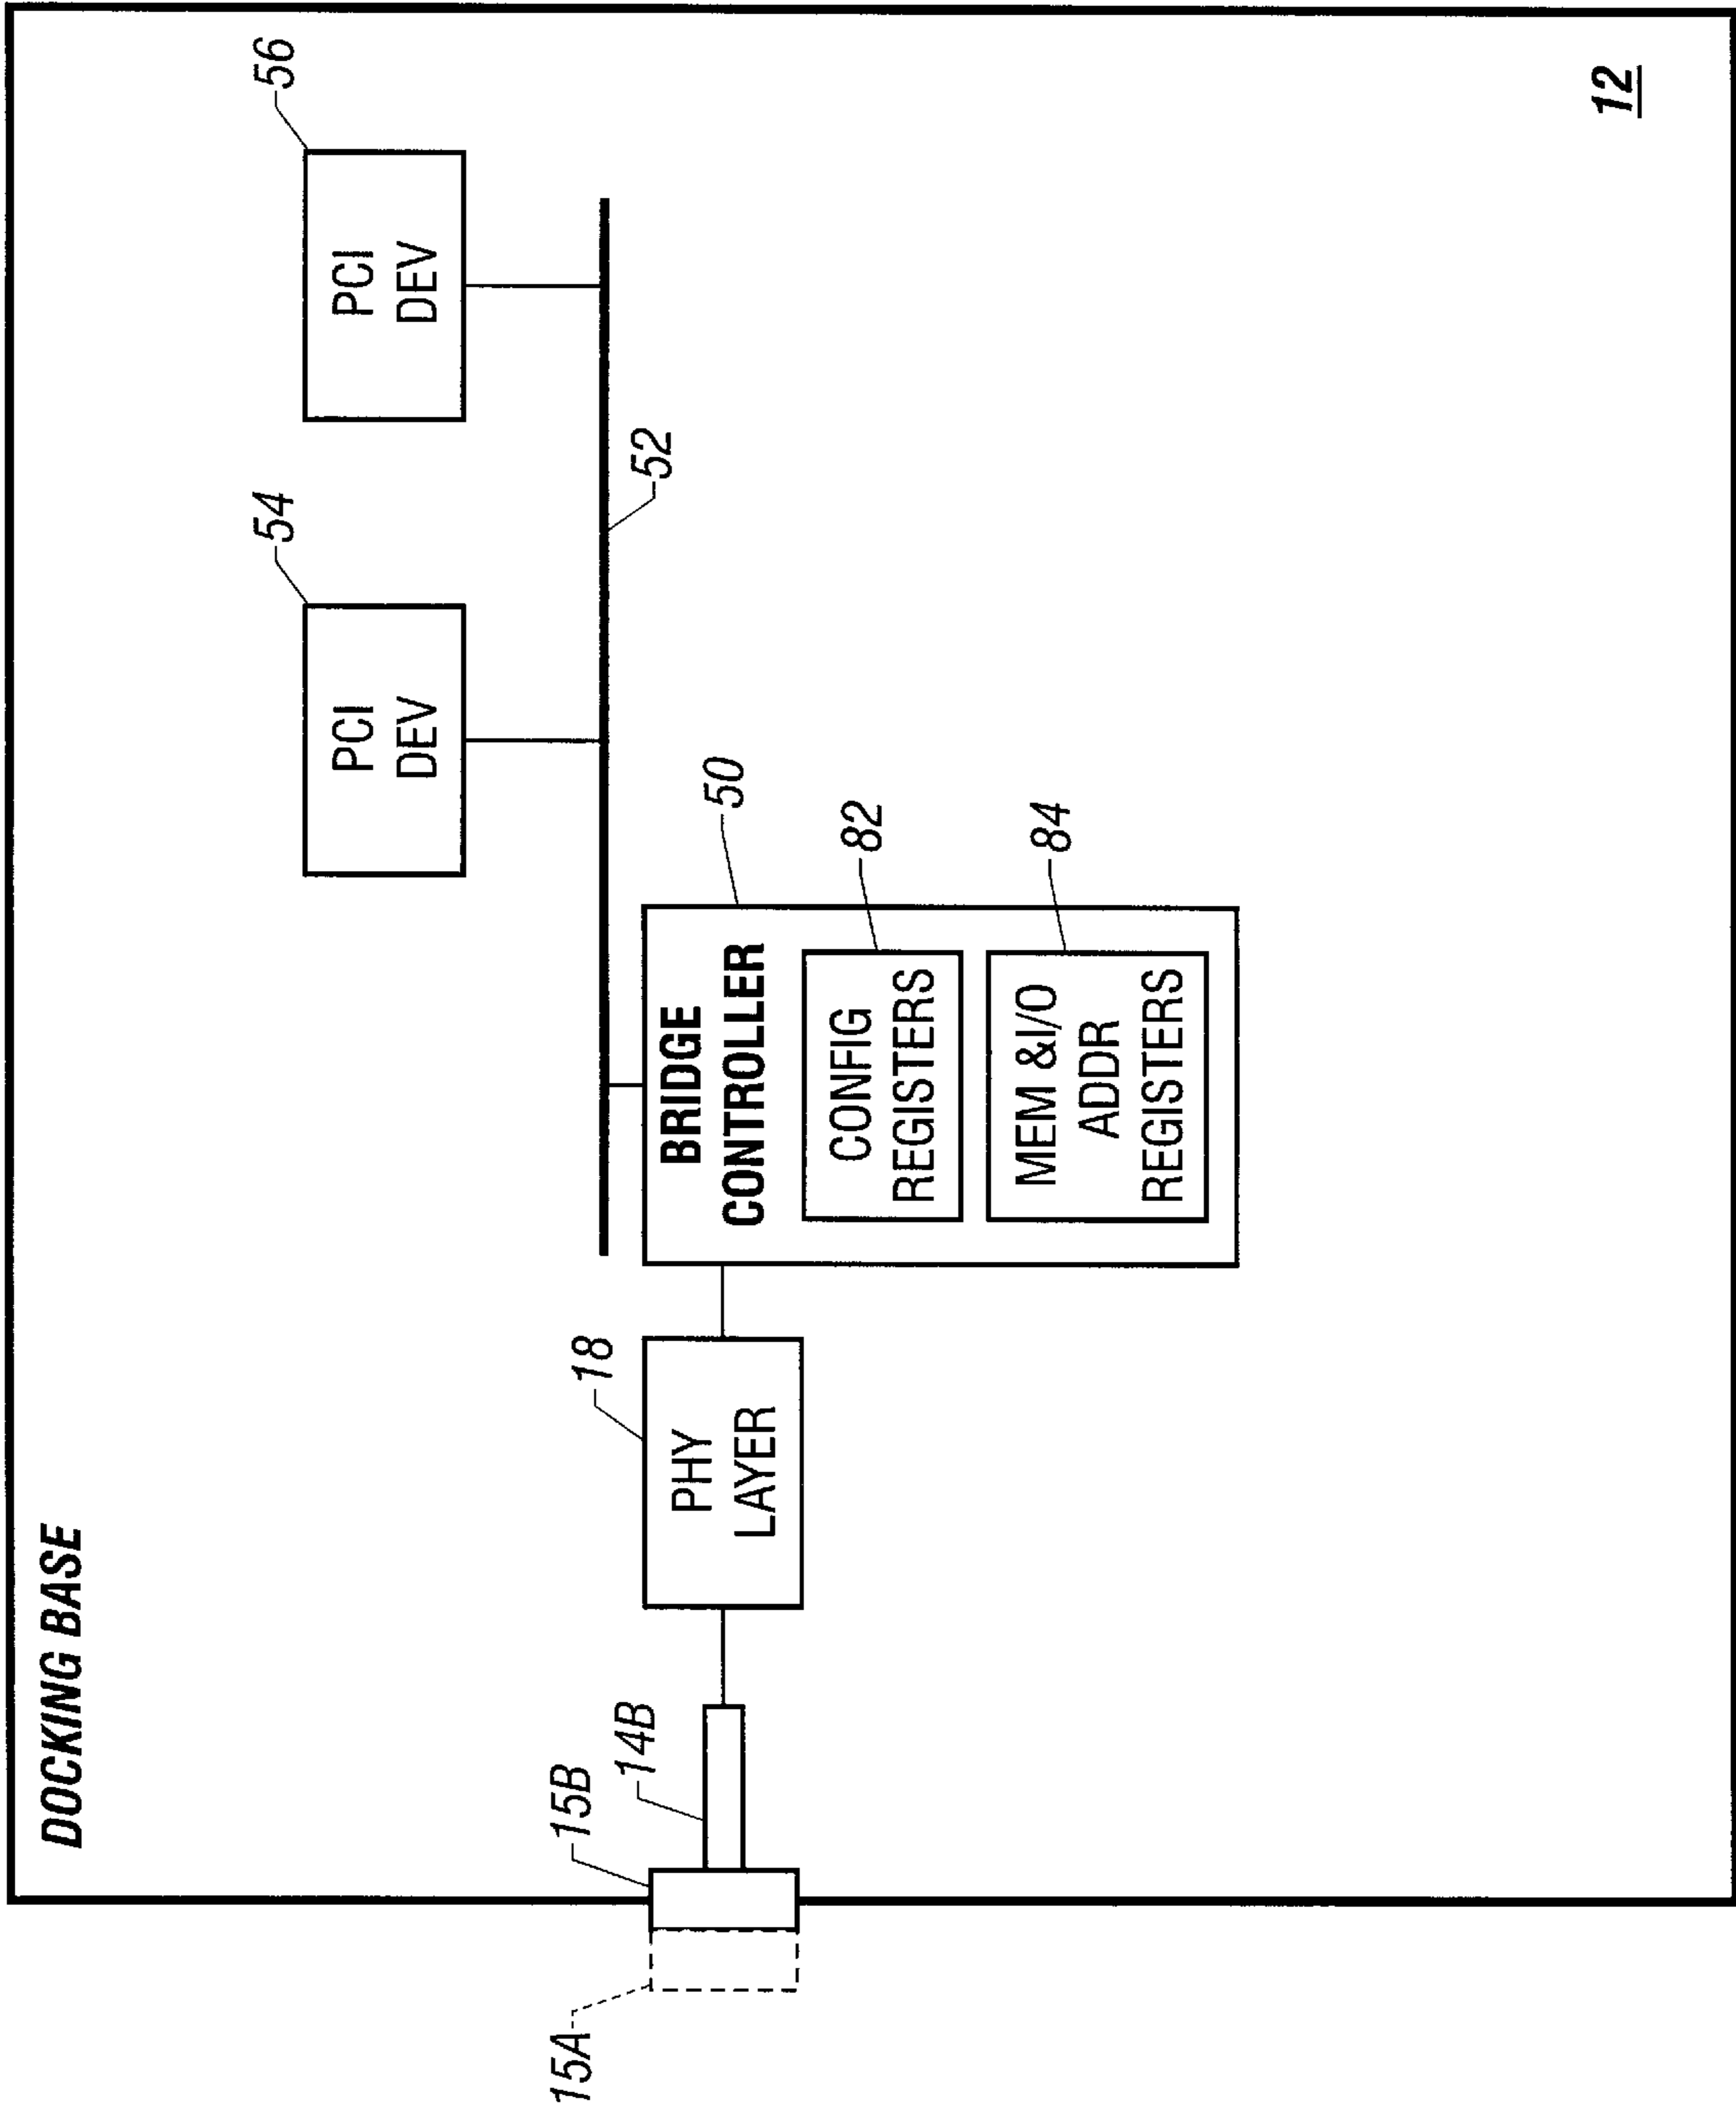 DOCKING BASE
56
PCI
DEV
54
PCI
DEV
52
50
BRIDGE
CONTROLLER
82
CONFIG
REGISTERS
84
MEM &I/O
ADDR
REGISTERS
18
PHY
LAYER
15B
14B
15A
12